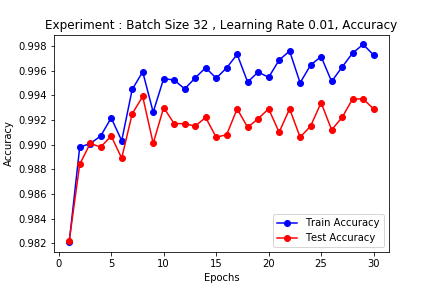 Experiment : Batch Size 32 , Learning Rate 0.01, Accuracy
0.998
0.996
0.994
0.992
0.990
0.988
0.986
0.984
0.982
Accuracy
Train Accuracy
Test Accuracy
0 5 10 15 20 25 30
Epochs